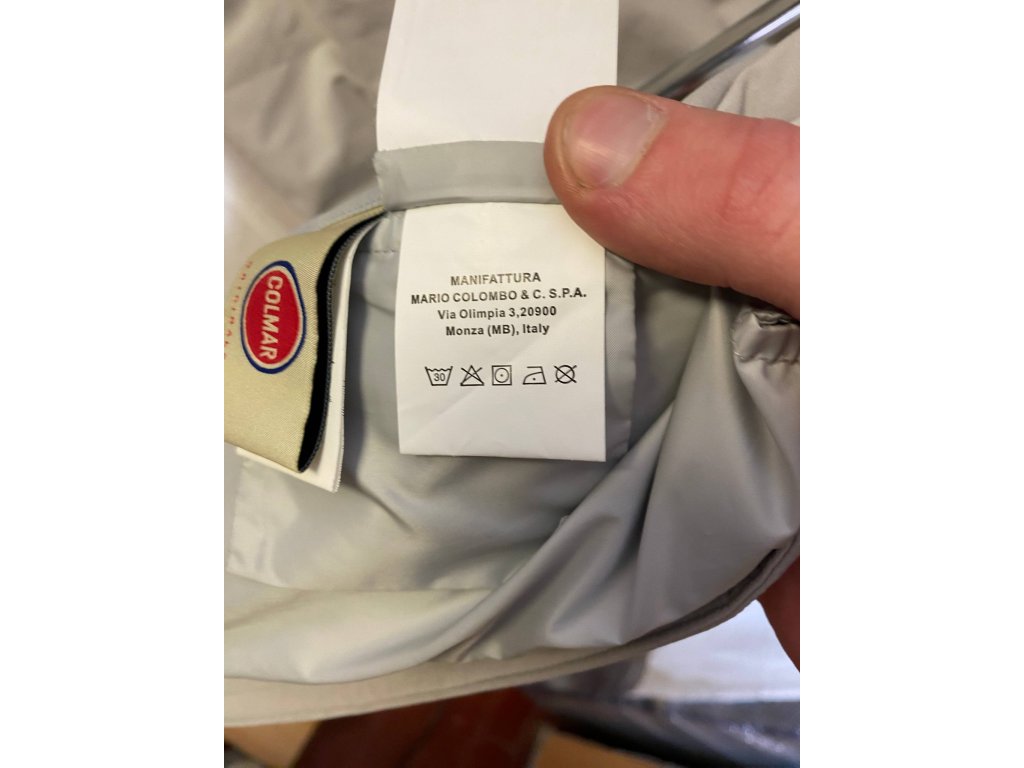 MANIFATTURA
MARIO COLOMBO & C. S.P.A.
Via Olimpia 3,20900
Monza (MB), Italy
30
COLMAR